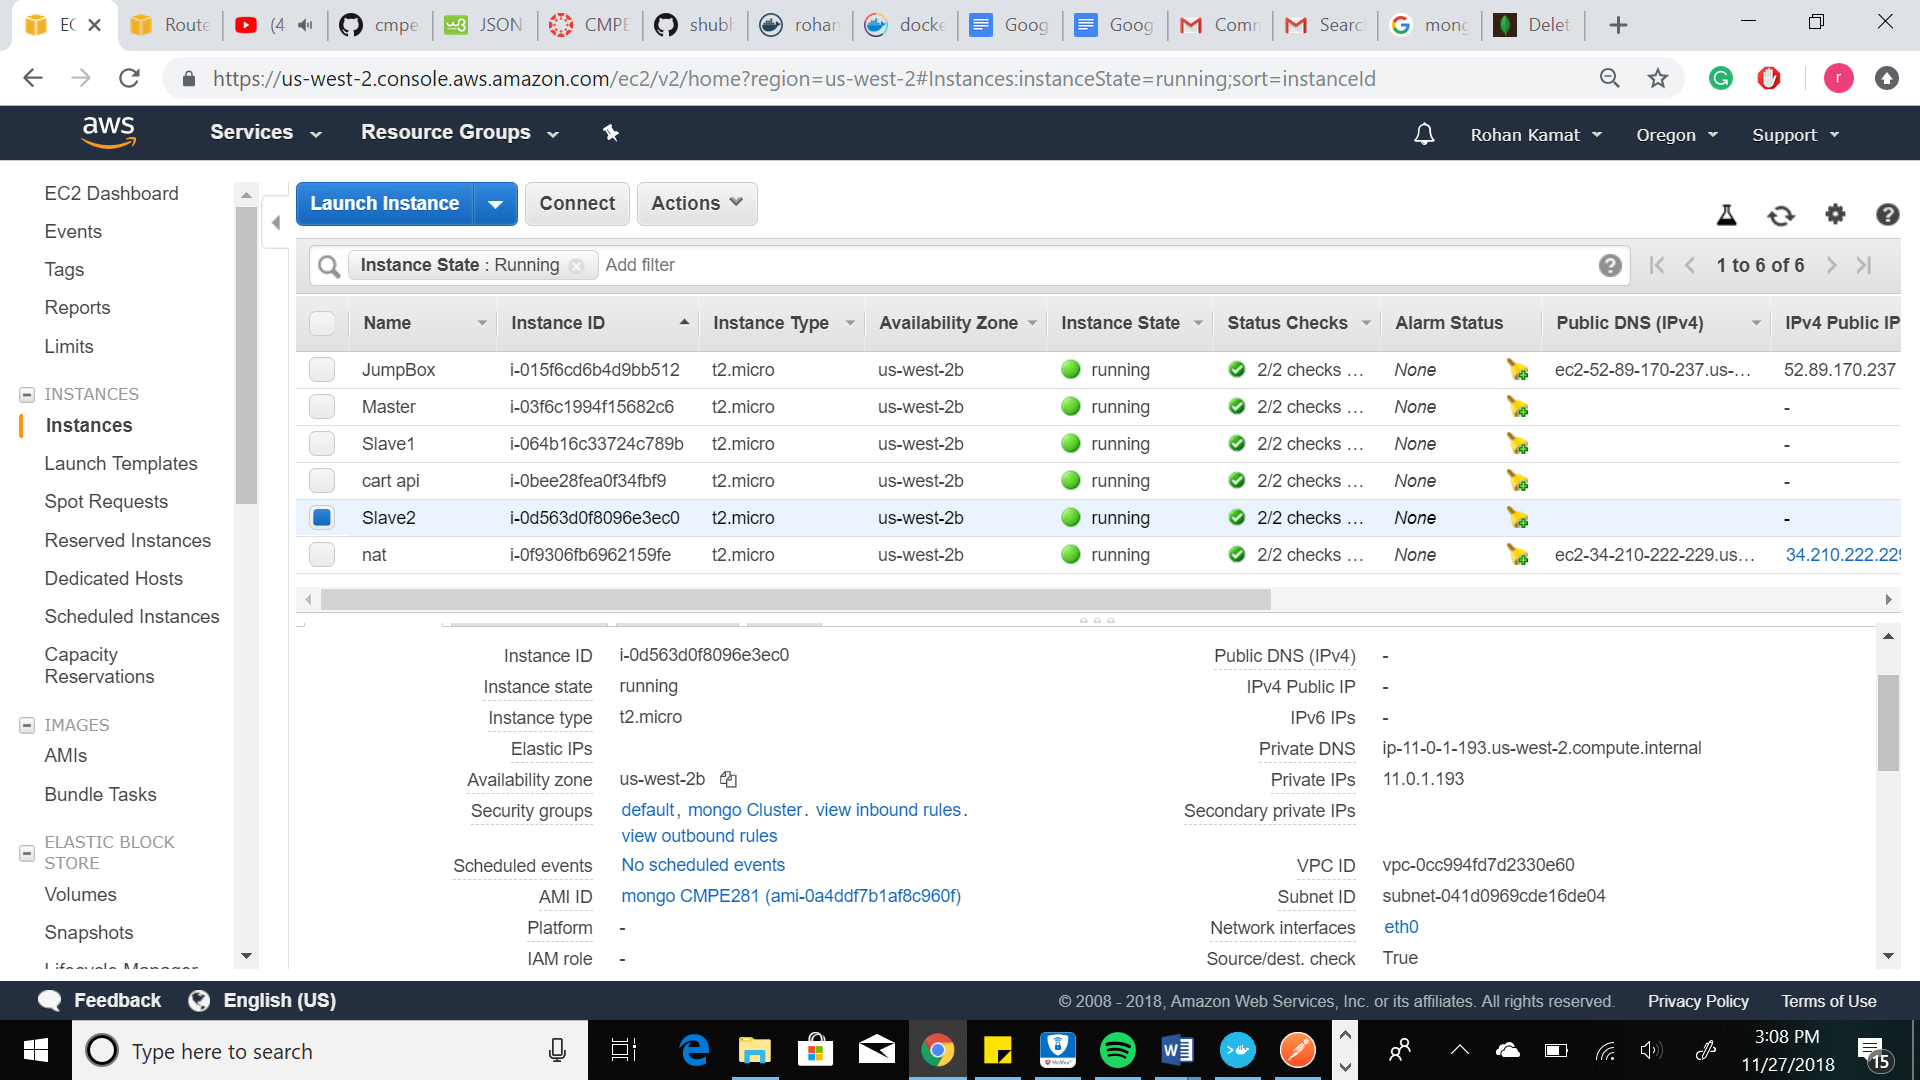 EC
Route
(4
cmpe
JSON
CMPE
shubh
rohan
docke
Goog
Goog
Comm
Searc
mong
Delet
https://us-west-2.console.aws.amazon.com/ec2/v2/home?region=us-west-2#Instances:instanceState=running;sort=instanceId
r
aws
Services
Resource Groups
Rohan Kamat
Oregon
Support
EC2 Dashboard
Events
Tags
Reports
Limits
INSTANCES
Instances
Launch Templates
Spot Requests
Reserved Instances
Dedicated Hosts
Scheduled Instances
Capacity
Reservations
IMAGES
AMIs
Bundle Tasks
ELASTIC BLOCK
STORE
Volumes
Snapshots
Lifecycle Manager
Launch Instance
Connect
Actions
Instance State : Running
Add filter
1 to 6 of 6
Name Instance ID Instance Type Availability Zone Instance State Status Checks Alarm Status Public DNS (IPv4) IPv4 Public IP
JumpBox i-015f6cd6b4d9bb512 t2.micro us-west-2b running 2/2 checks ... None ec2-52-89-170-237.us-... 52.89.170.237
Master i-03f6c1994f15682c6 t2.micro us-west-2b running 2/2 checks ... None -
Slave1 i-064b16c33724c789b t2.micro us-west-2b running 2/2 checks ... None -
cart api i-0bee28fea0f34fbf9 t2.micro us-west-2b running 2/2 checks ... None -
Slave2 i-0d563d0f8096e3ec0 t2.micro us-west-2b running 2/2 checks ... None -
nat i-0f9306fb6962159fe t2.micro us-west-2b running 2/2 checks ... None ec2-34-210-222-229.us... 34.210.222.229
Instance ID i-0d563d0f8096e3ec0
Instance state running
Instance type t2.micro
Elastic IPs
Availability zone us-west-2b
Security groups default, mongo Cluster. view inbound rules.
view outbound rules
Scheduled events No scheduled events
AMI ID mongo CMPE281 (ami-0a4ddf7b1af8c960f)
Platform -
IAM role -
Public DNS (IPv4) -
IPv4 Public IP -
IPv6 IPs -
Private DNS ip-11-0-1-193.us-west-2.compute.internal
Private IPs 11.0.1.193
Secondary private IPs
VPC ID vpc-0cc994fd7d2330e60
Subnet ID subnet-041d0969cde16de04
Network interfaces eth0
Source/dest. check True
Feedback
English (US)
© 2008 - 2018, Amazon Web Services, Inc. or its affiliates. All rights reserved.
Privacy Policy
Terms of Use
Type here to search
3:08 PM
11/27/2018
15